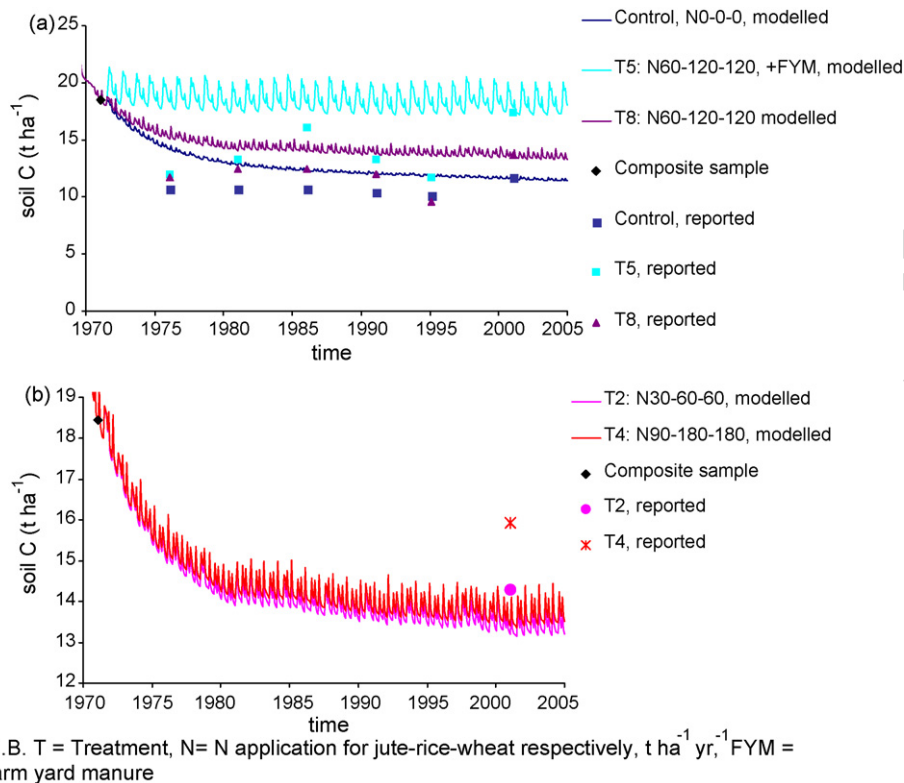 (a)
25
20
15
10
5
0
soil C (t ha⁻¹)
1970 1975 1980 1985 1990 1995 2000 2005
time
Control, N0-0-0, modelled
T5: N60-120-120, +FYM, modelled
T8: N60-120-120 modelled
Composite sample
Control, reported
T5, reported
T8, reported
(b)
19
18
17
16
15
14
13
12
soil C (t ha⁻¹)
1970 1975 1980 1985 1990 1995 2000 2005
time
T2: N30-60-60, modelled
T4: N90-180-180, modelled
Composite sample
T2, reported
T4, reported
.B. T = Treatment, N= N application for jute-rice-wheat respectively, t ha⁻¹ yr,⁻¹ FYM =
arm yard manure